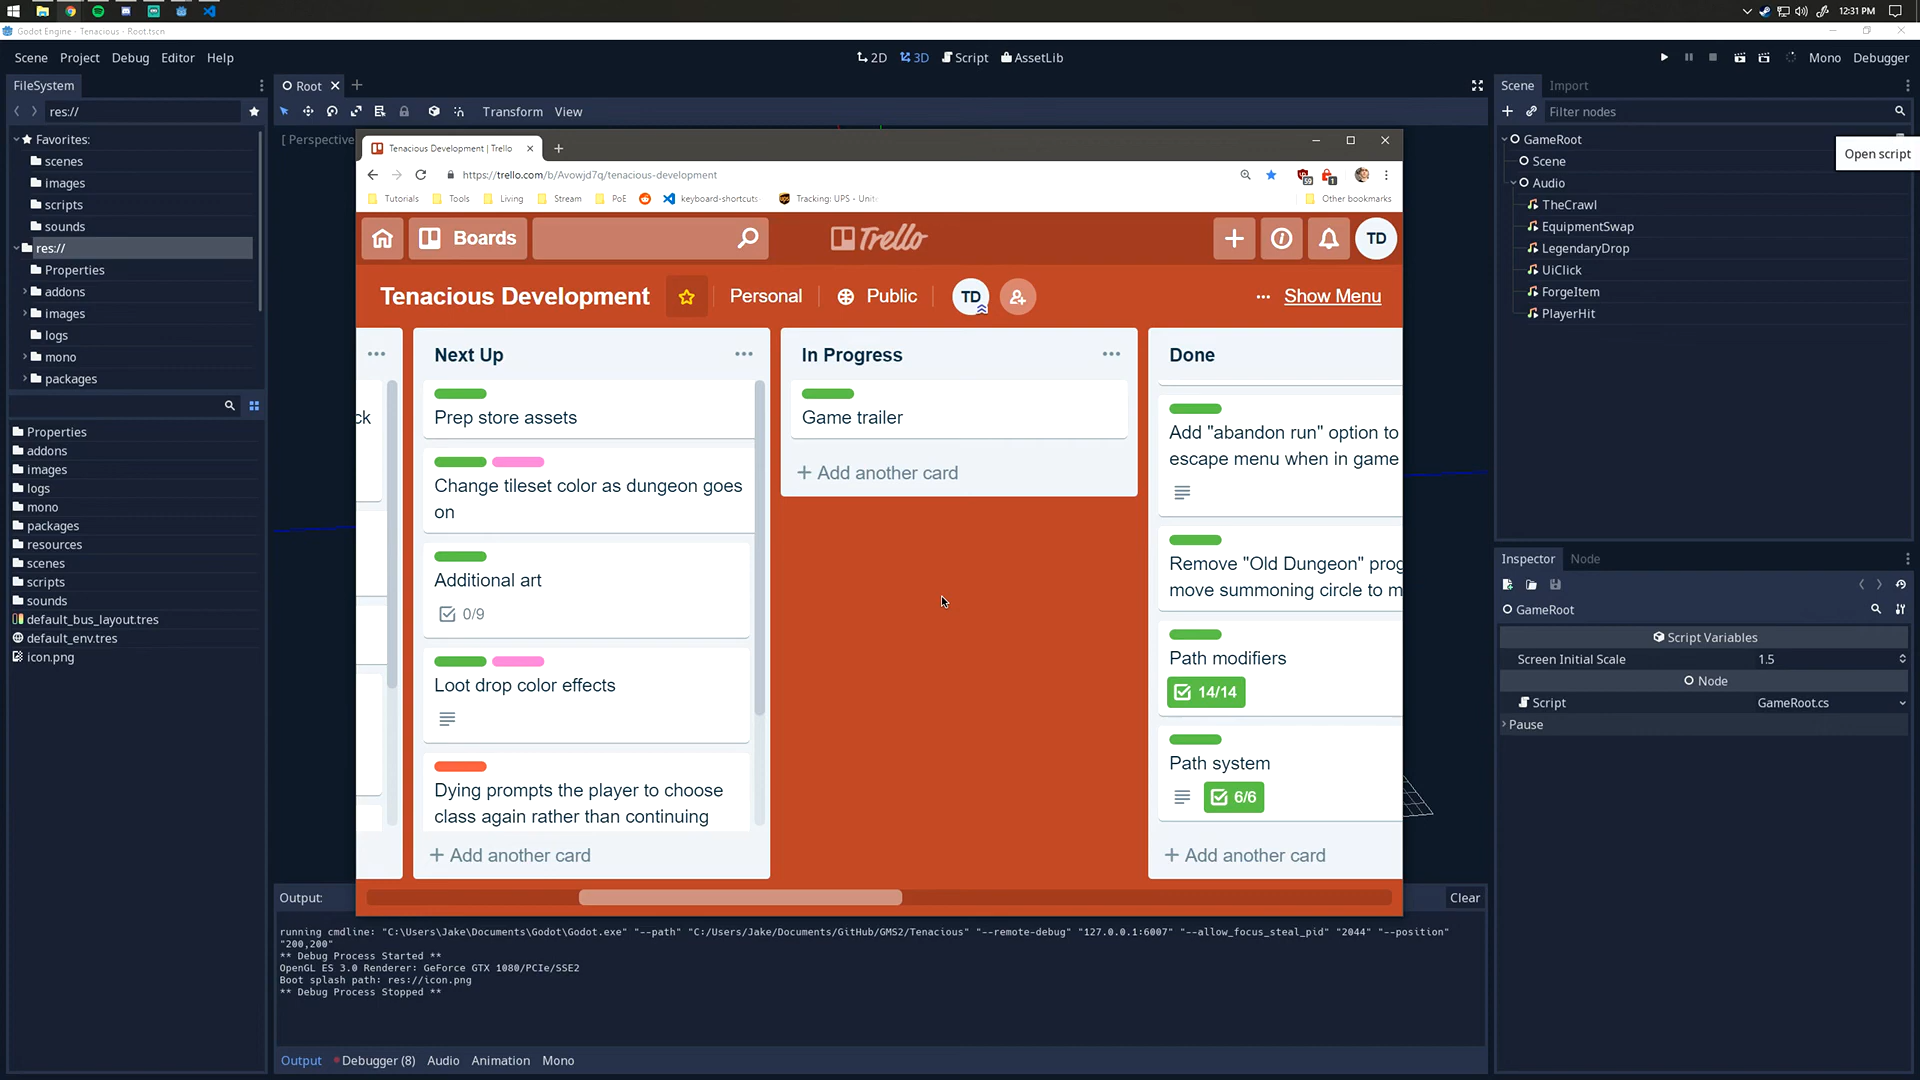 12:31 PM
Godot Engine - Tenacious - Root.tscn
Scene Project Debug Editor Help
2D 3D Script AssetLib
Mono Debugger
FileSystem
res://
Favorites:
scenes
images
scripts
sounds
res://
Properties
addons
images
logs
mono
packages
Properties
addons
images
logs
mono
packages
resources
scenes
scripts
sounds
default_bus_layout.tres
default_env.tres
icon.png
Root
Transform View
[ Perspective
Tenacious Development | Trello
https://trello.com/b/Avowjd7q/tenacious-development
59
1
Tutorials Tools Living Stream PoE keyboard-shortcuts- Tracking: UPS - Unit Other bookmarks
Boards
Trello
TD
Tenacious Development Personal Public TD Show Menu
ck
Next Up
Prep store assets
Change tileset color as dungeon goes
on
Additional art
0/9
Loot drop color effects
Dying prompts the player to choose
class again rather than continuing
+ Add another card
In Progress
Game trailer
+ Add another card
Done
Add "abandon run" option to
escape menu when in game
Remove "Old Dungeon" prog
move summoning circle to m
Path modifiers
14/14
Path system
6/6
+ Add another card
Output:
Clear
running cmdline: "C:\Users\Jake\Documents\Godot\Godot.exe" "--path" "C:/Users/Jake/Documents/GitHub/GMS2/Tenacious" "--remote-debug" "127.0.0.1:6007" "--allow_focus_steal_pid" "2044" "--position"
"200,200"
** Debug Process Started **
OpenGL ES 3.0 Renderer: GeForce GTX 1080/PCIe/SSE2
Boot splash path: res://icon.png
** Debug Process Stopped **
Output Debugger (8) Audio Animation Mono
Scene Import
Filter nodes
GameRoot
Open script
Scene
Audio
TheCrawl
EquipmentSwap
LegendaryDrop
UiClick
ForgeItem
PlayerHit
Inspector Node
GameRoot
Script Variables
Screen Initial Scale 1.5
Node
Script GameRoot.cs
Pause